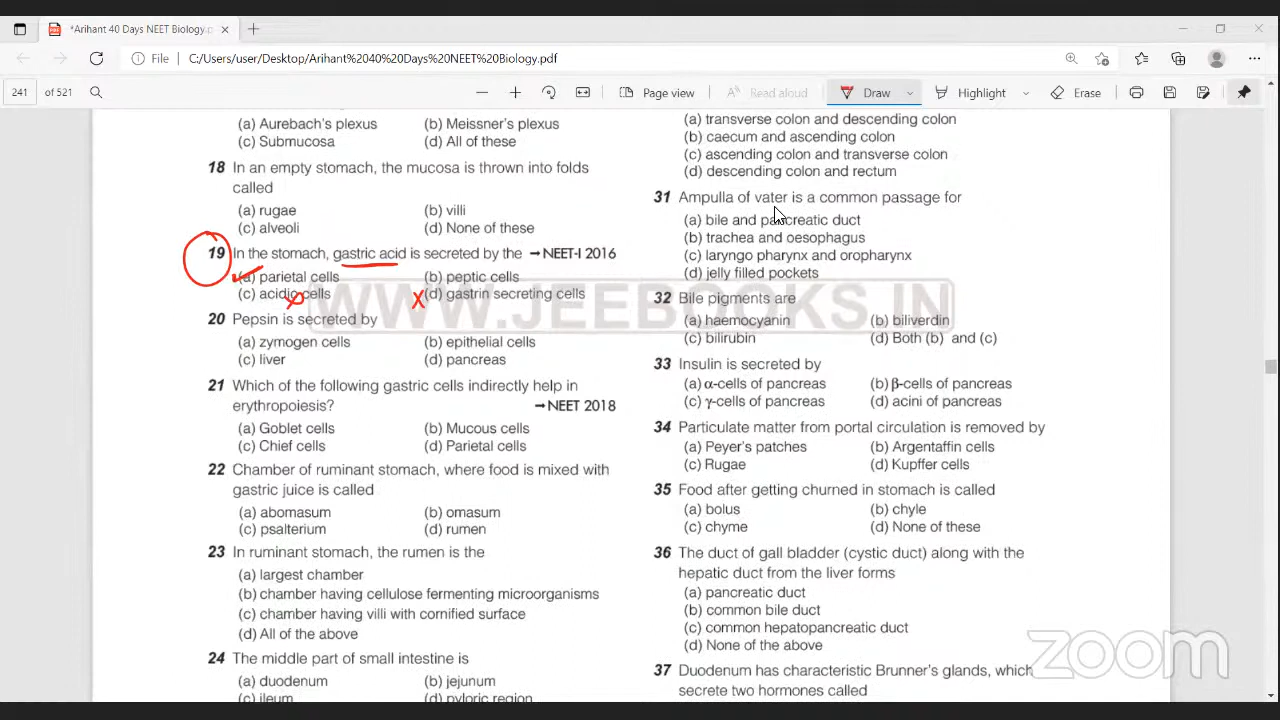 *Arihant 40 Days NEET Biology.p
File
C:/Users/user/Desktop/Arihant%2040%20Days%20NEET%20Biology.pdf
241 of 521
Page view
Read aloud
Draw
Highlight
Erase
(a) Aurebach's plexus (b) Meissner's plexus
(c) Submucosa (d) All of these
18 In an empty stomach, the mucosa is thrown into folds
called
(a) rugae (b) villi
(c) alveoli (d) None of these
19 In the stomach, gastric acid is secreted by the → NEET-I 2016
(a) parietal cells (b) peptic cells
(c) acidic cells (d) gastrin secreting cells
20 Pepsin is secreted by
(a) zymogen cells (b) epithelial cells
(c) liver (d) pancreas
21 Which of the following gastric cells indirectly help in
erythropoiesis? → NEET 2018
(a) Goblet cells (b) Mucous cells
(c) Chief cells (d) Parietal cells
22 Chamber of ruminant stomach, where food is mixed with
gastric juice is called
(a) abomasum (b) omasum
(c) psalterium (d) rumen
23 In ruminant stomach, the rumen is the
(a) largest chamber
(b) chamber having cellulose fermenting microorganisms
(c) chamber having villi with cornified surface
(d) All of the above
24 The middle part of small intestine is
(a) duodenum (b) jejunum
(c) ileum (d) pyloric region
(a) transverse colon and descending colon
(b) caecum and ascending colon
(c) ascending colon and transverse colon
(d) descending colon and rectum
31 Ampulla of vater is a common passage for
(a) bile and pancreatic duct
(b) trachea and oesophagus
(c) laryngo pharynx and oropharynx
(d) jelly filled pockets
32 Bile pigments are
(a) haemocyanin (b) biliverdin
(c) bilirubin (d) Both (b) and (c)
33 Insulin is secreted by
(a) α-cells of pancreas (b) β-cells of pancreas
(c) γ-cells of pancreas (d) acini of pancreas
34 Particulate matter from portal circulation is removed by
(a) Peyer's patches (b) Argentaffin cells
(c) Rugae (d) Kupffer cells
35 Food after getting churned in stomach is called
(a) bolus (b) chyle
(c) chyme (d) None of these
36 The duct of gall bladder (cystic duct) along with the
hepatic duct from the liver forms
(a) pancreatic duct
(b) common bile duct
(c) common hepatopancreatic duct
(d) None of the above
37 Duodenum has characteristic Brunner's glands, which
secrete two hormones called
WWW.JEEBOOKS.IN
zoom